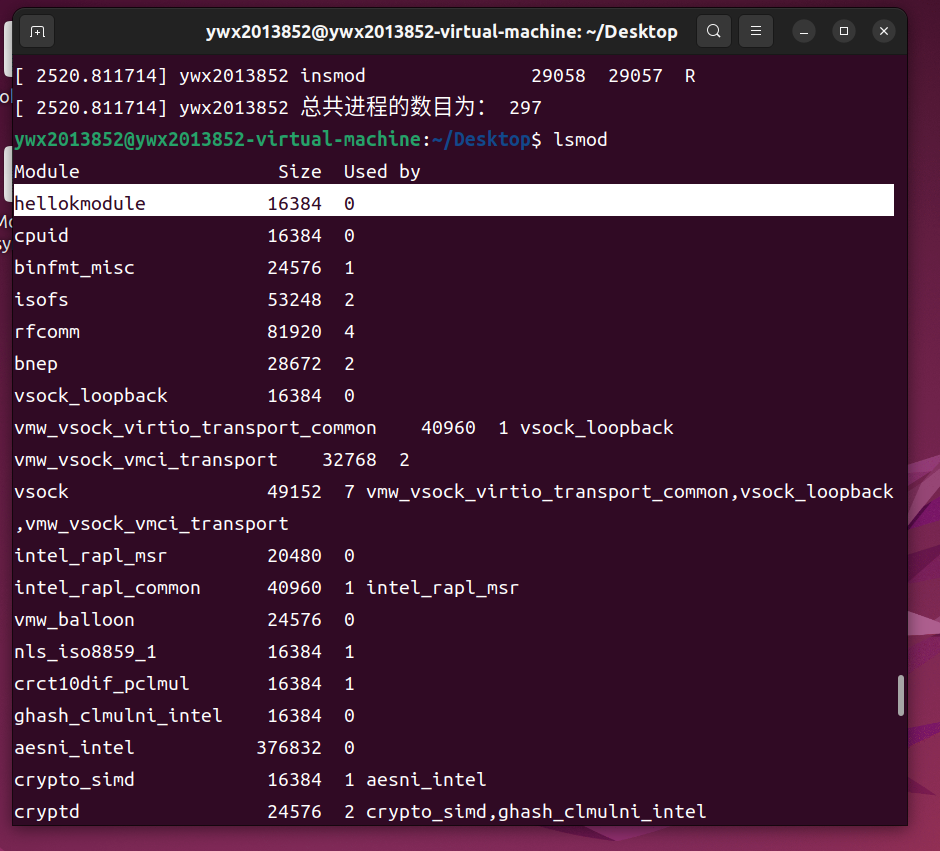 ywx2013852@ywx2013852-virtual-machine: ~/Desktop
[ 2520.811714] ywx2013852 insmod               29058  29057  R
[ 2520.811714] ywx2013852 总共进程的数目为： 297
ywx2013852@ywx2013852-virtual-machine:~/Desktop$ lsmod
Module                  Size  Used by
hellokmodule           16384  0
cpuid                  16384  0
binfmt_misc            24576  1
isofs                  53248  2
rfcomm                 81920  4
bnep                   28672  2
vsock_loopback         16384  0
vmw_vsock_virtio_transport_common    40960  1 vsock_loopback
vmw_vsock_vmci_transport    32768  2
vsock                  49152  7 vmw_vsock_virtio_transport_common,vsock_loopback
,vmw_vsock_vmci_transport
intel_rapl_msr         20480  0
intel_rapl_common      40960  1 intel_rapl_msr
vmw_balloon            24576  0
nls_iso8859_1          16384  1
crct10dif_pclmul       16384  1
ghash_clmulni_intel    16384  0
aesni_intel           376832  0
crypto_simd            16384  1 aesni_intel
cryptd                 24576  2 crypto_simd,ghash_clmulni_intel